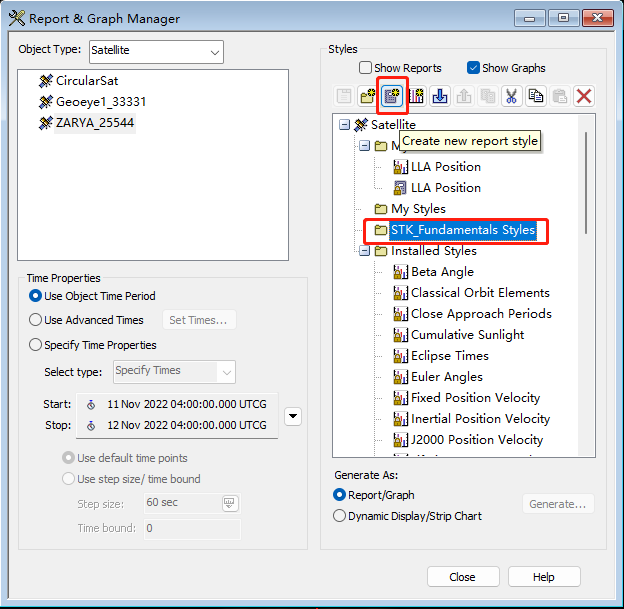 Report & Graph Manager
Object Type:
Satellite
CircularSat
Geoeye1_33331
ZARYA_25544
Time Properties
Use Object Time Period
Use Advanced Times
Set Times...
Specify Time Properties
Select type:
Specify Times
Start:
11 Nov 2022 04:00:00.000 UTCG
Stop:
12 Nov 2022 04:00:00.000 UTCG
Use default time points
Use step size/ time bound
Step size:
60 sec
Time bound:
0
Styles
Show Reports
Show Graphs
Satellite
Create new report style
M
LLA Position
LLA Position
My Styles
STK_Fundamentals Styles
Installed Styles
Beta Angle
Classical Orbit Elements
Close Approach Periods
Cumulative Sunlight
Eclipse Times
Euler Angles
Fixed Position Velocity
Inertial Position Velocity
J2000 Position Velocity
Generate As:
Report/Graph
Dynamic Display/Strip Chart
Generate...
Close
Help